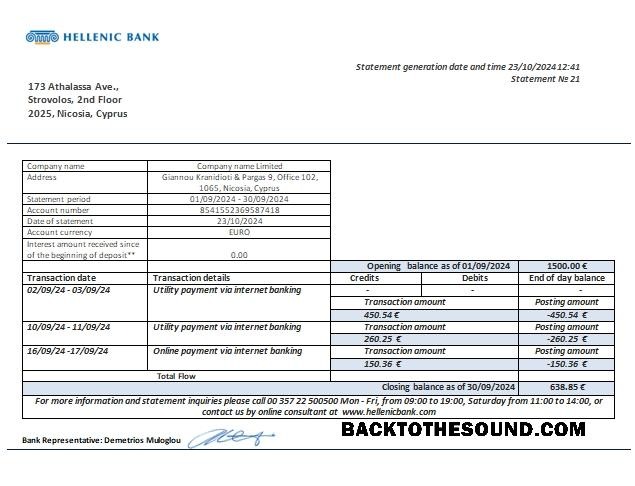 HELLENIC BANK
Statement generation date and time 23/10/2024 12:41
Statement № 21
173 Athalassa Ave.,
Strovolos, 2nd Floor
2025, Nicosia, Cyprus
Company name Company name Limited
Address Giannou Kranidioti & Pargas 9, Office 102,
1065, Nicosia, Cyprus
Statement period 01/09/2024 - 30/09/2024
Account number 8541552369587418
Date of statement 23/10/2024
Account currency EURO
Interest amount received since
of the beginning of deposit** 0.00
Opening balance as of 01/09/2024 1500.00 €
Transaction date Transaction details Credits Debits End of day balance
02/09/24 - 03/09/24 Utility payment via internet banking - - -
Transaction amount Posting amount
450.54 € -450.54 €
10/09/24 - 11/09/24 Utility payment via internet banking Transaction amount Posting amount
260.25 € -260.25 €
16/09/24 -17/09/24 Online payment via internet banking Transaction amount Posting amount
150.36 € -150.36 €
Total Flow
Closing balance as of 30/09/2024 638.85 €
For more information and statement inquiries please call 00 357 22 500500 Mon - Fri, from 09:00 to 19:00, Saturday from 11:00 to 14:00, or
contact us by online consultant at www.hellenicbank.com
Bank Representative: Demetrios Muloglou
BACKTOTHESOUND.COM